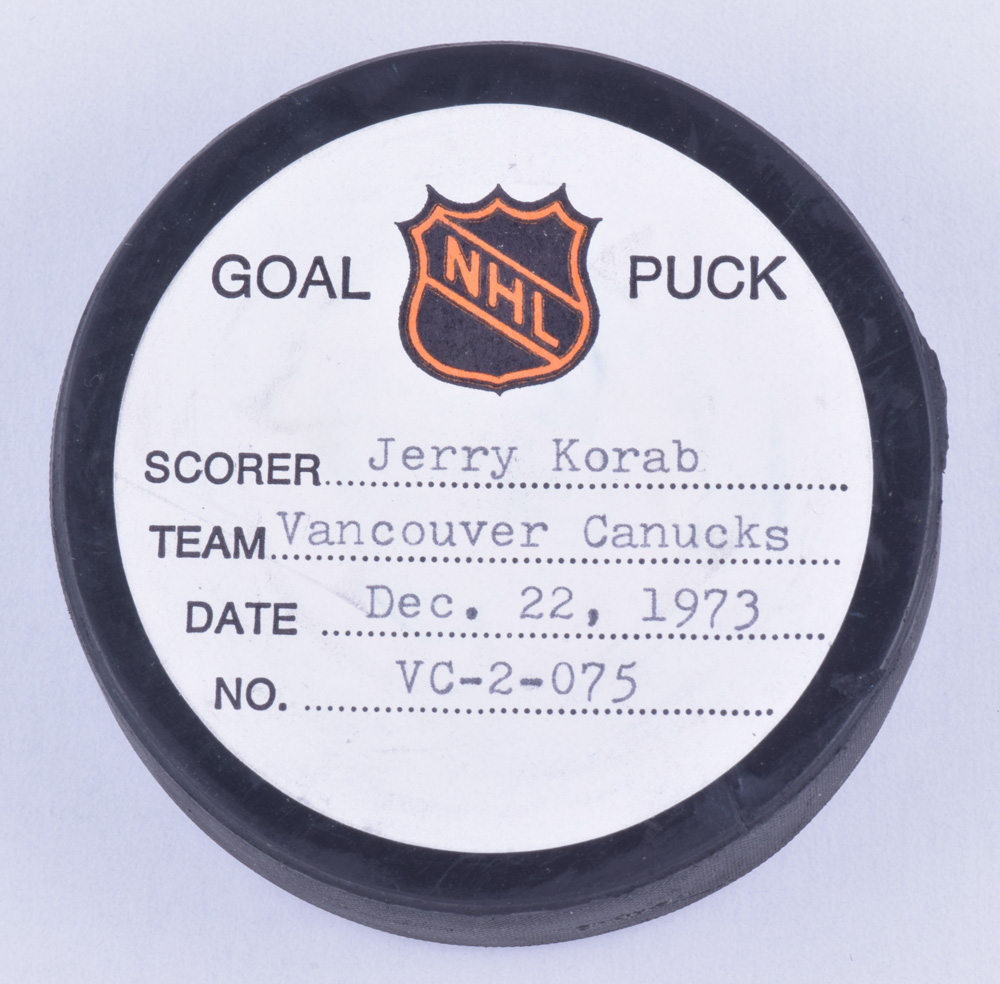 GOAL NHL PUCK
SCORER Jerry Korab
TEAM Vancouver Canucks
DATE Dec. 22, 1973
NO. VC-2-075